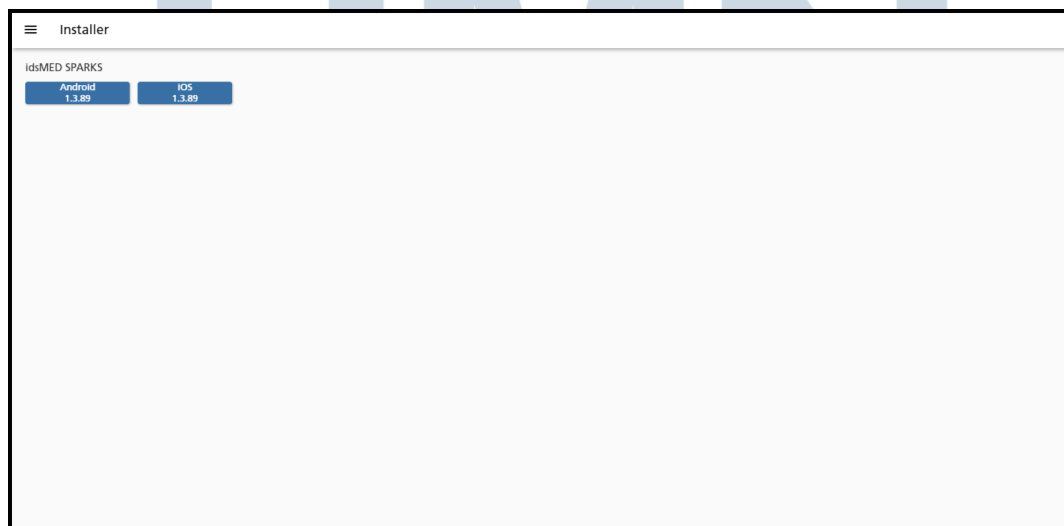 Installer
idsMED SPARKS
Android
1.3.89
iOS
1.3.89